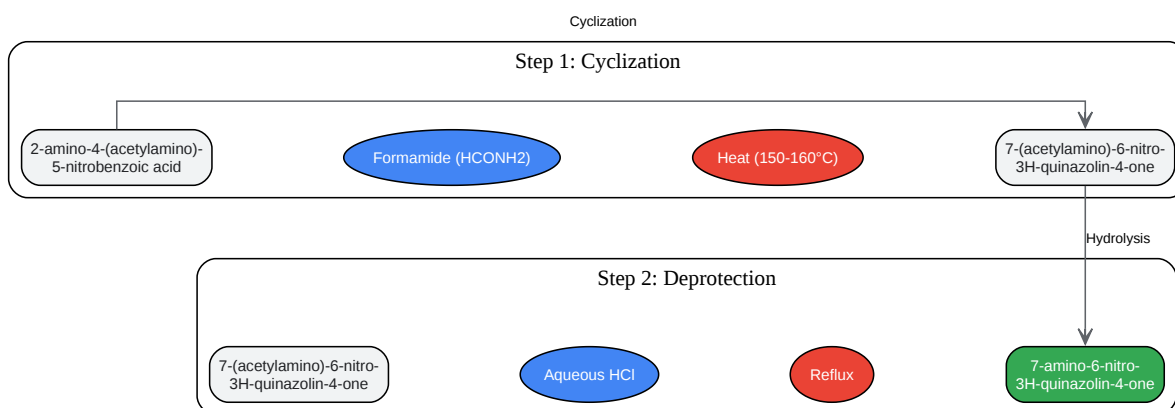 Cyclization
Step 1: Cyclization
2-amino-4-(acetylamino)-
5-nitrobenzoic acid
Formamide (HCONH2)
Heat (150-160°C)
7-(acetylamino)-6-nitro-
3H-quinazolin-4-one
Hydrolysis
Step 2: Deprotection
7-(acetylamino)-6-nitro-
3H-quinazolin-4-one
Aqueous HCl
Reflux
7-amino-6-nitro-
3H-quinazolin-4-one